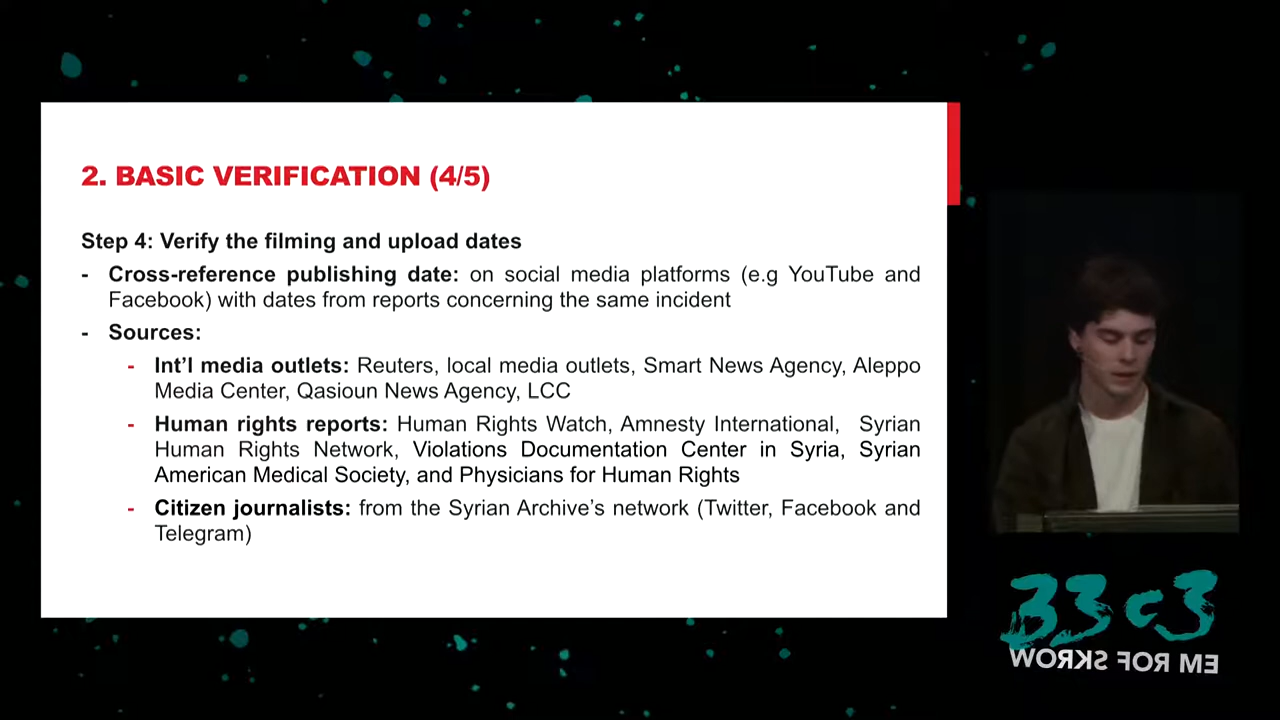 2. BASIC VERIFICATION (4/5)
Step 4: Verify the filming and upload dates
- Cross-reference publishing date: on social media platforms (e.g YouTube and
Facebook) with dates from reports concerning the same incident
- Sources:
- Int'l media outlets: Reuters, local media outlets, Smart News Agency, Aleppo
Media Center, Qasioun News Agency, LCC
- Human rights reports: Human Rights Watch, Amnesty International, Syrian
Human Rights Network, Violations Documentation Center in Syria, Syrian
American Medical Society, and Physicians for Human Rights
- Citizen journalists: from the Syrian Archive's network (Twitter, Facebook and
Telegram)
33c3
WORKS FOR ME